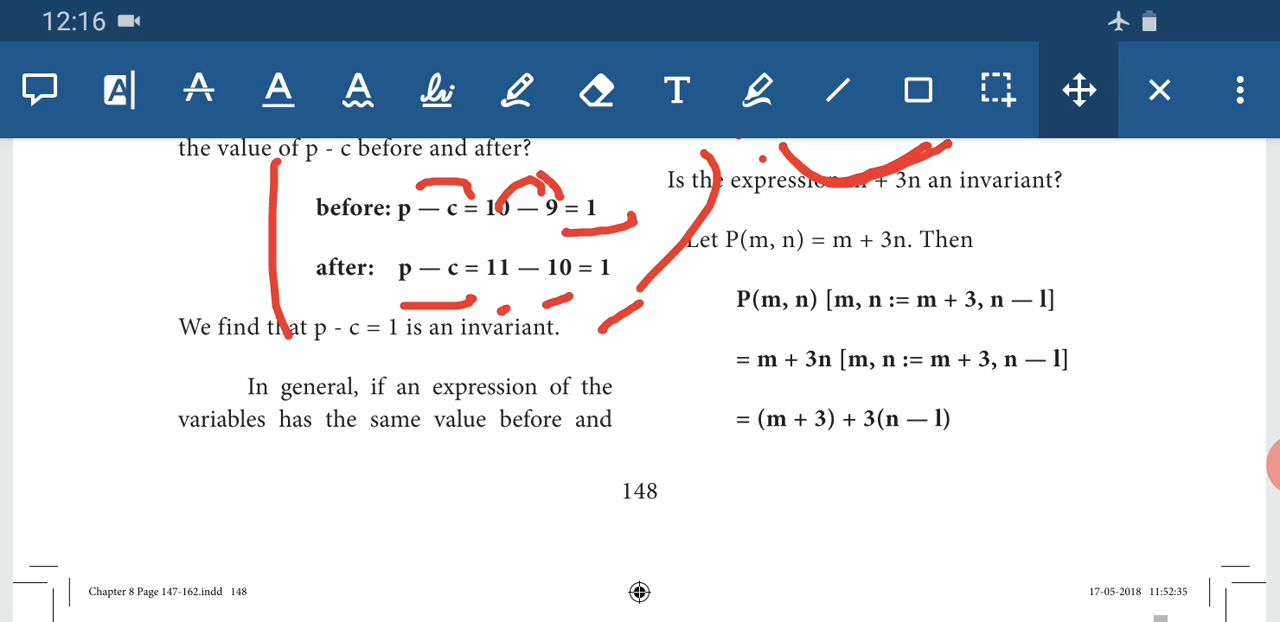 12:16
the value of p - c before and after?
before: p — c = 10 — 9 = 1
after: p — c = 11 — 10 = 1
We find that p - c = 1 is an invariant.
In general, if an expression of the
variables has the same value before and
Is the expression m + 3n an invariant?
Let P(m, n) = m + 3n. Then
P(m, n) [m, n := m + 3, n — l]
= m + 3n [m, n := m + 3, n — l]
= (m + 3) + 3(n — l)
148
Chapter 8 Page 147-162.indd 148
17-05-2018 11:52:35